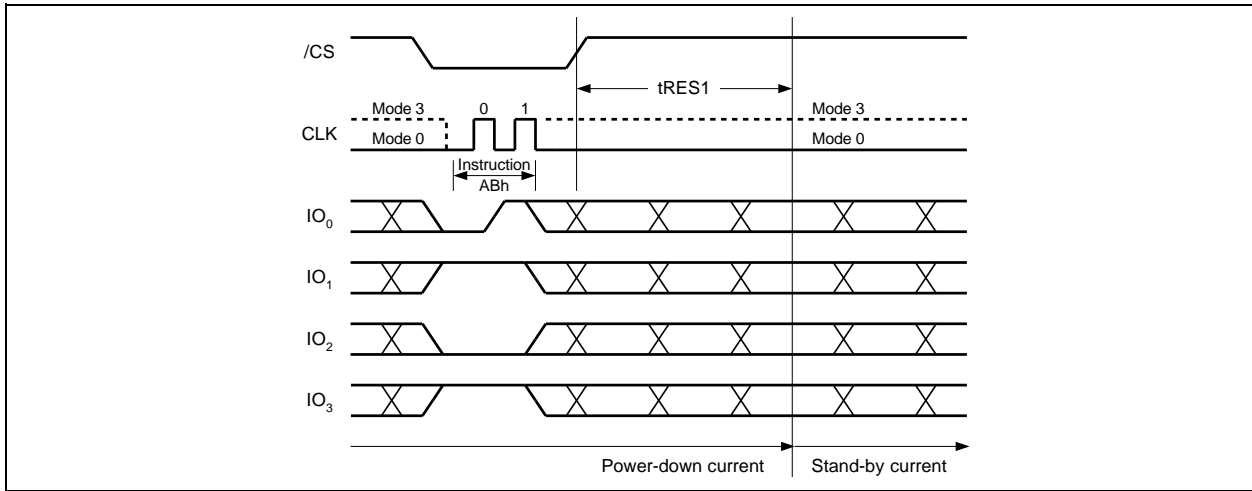 /CS
tRES1
Mode 3 0 1 Mode 3
CLK
Mode 0 Mode 0
Instruction
ABh
IO0
IO1
IO2
IO3
Power-down current Stand-by current